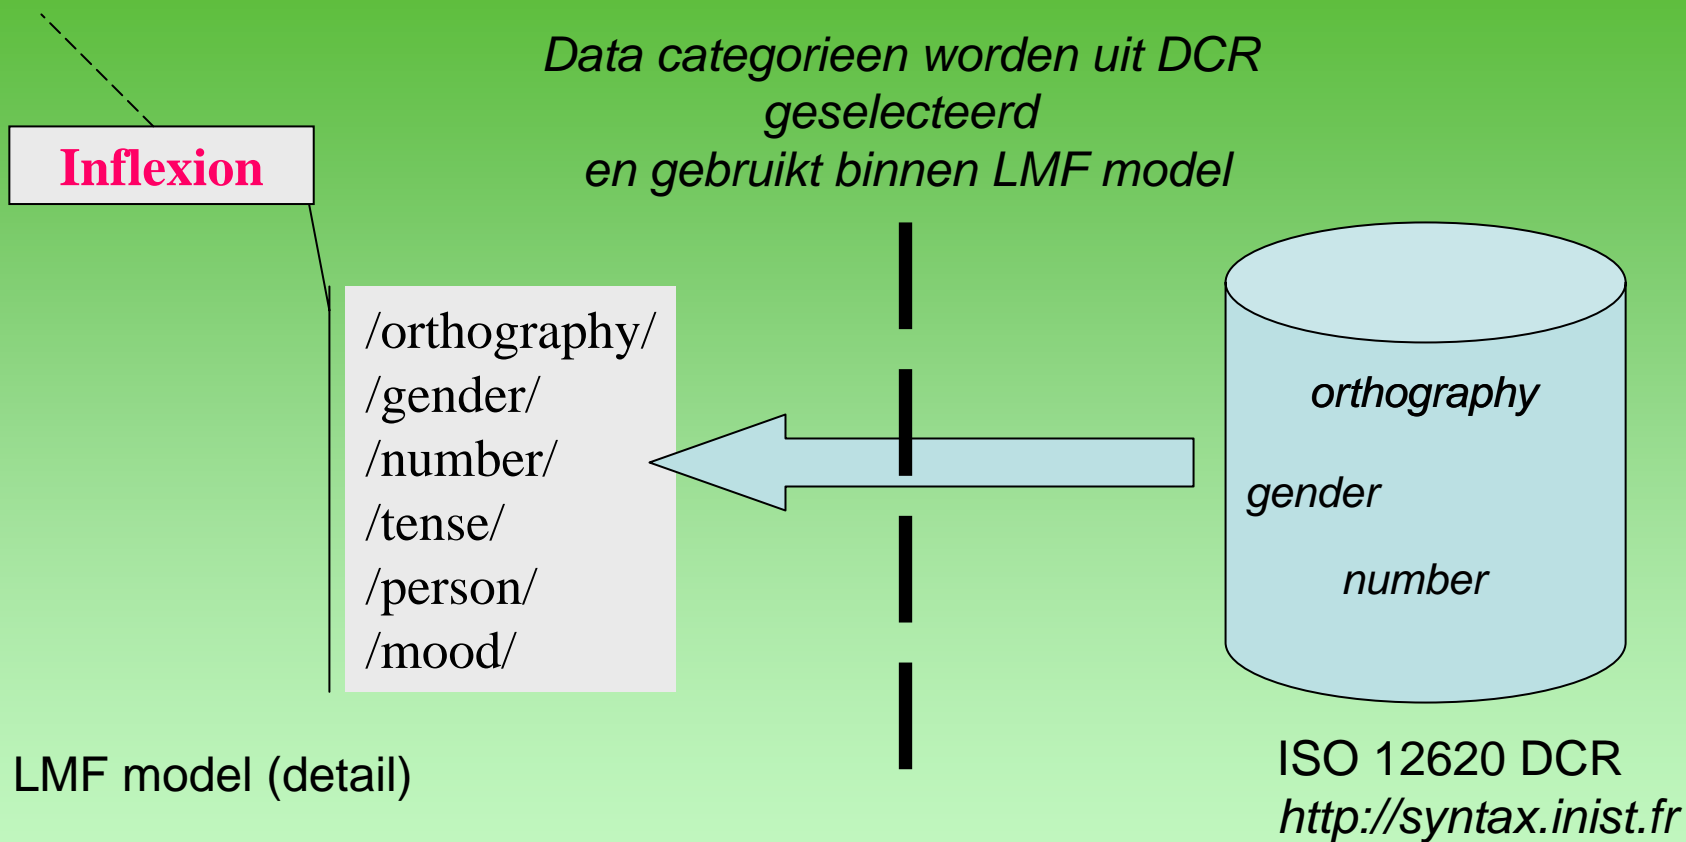 Data categorieen worden uit DCR
geselecteerd
en gebruikt binnen LMF model
Inflexion
/orthography/
/gender/
/number/
/tense/
/person/
/mood/
LMF model (detail)
orthography
gender
number
ISO 12620 DCR
http://syntax.inist.fr